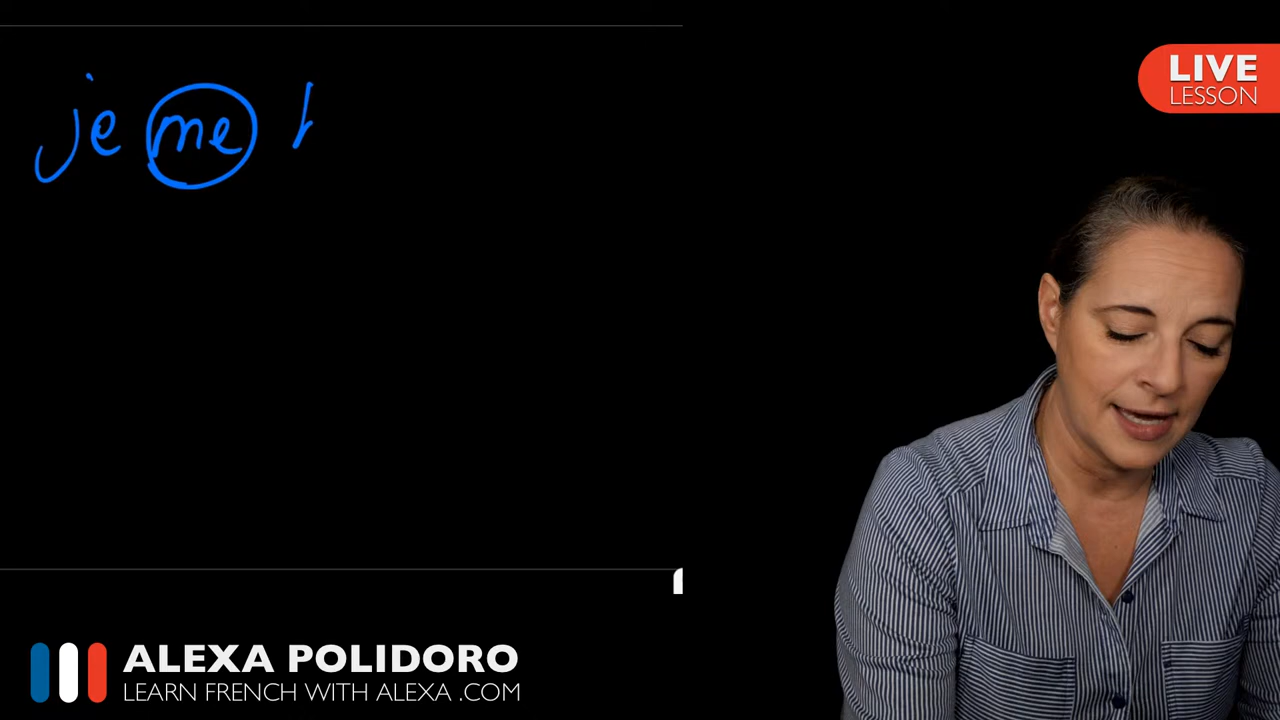 je me
LIVE
LESSON
ALEXA POLIDORO
LEARN FRENCH WITH ALEXA .COM